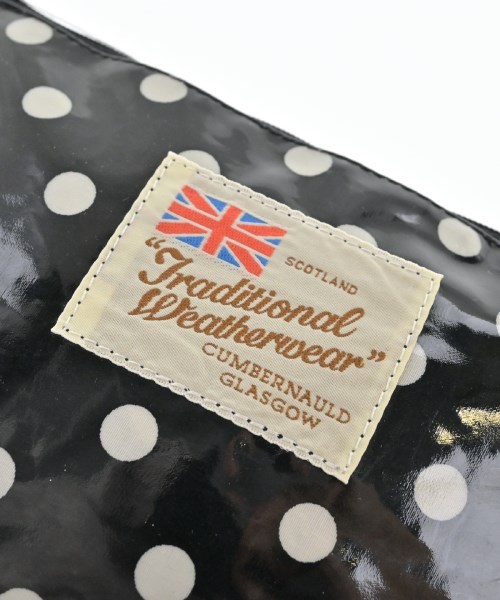 SCOTLAND
"Traditional
Weatherwear"
CUMBERNAULD
GLASGOW